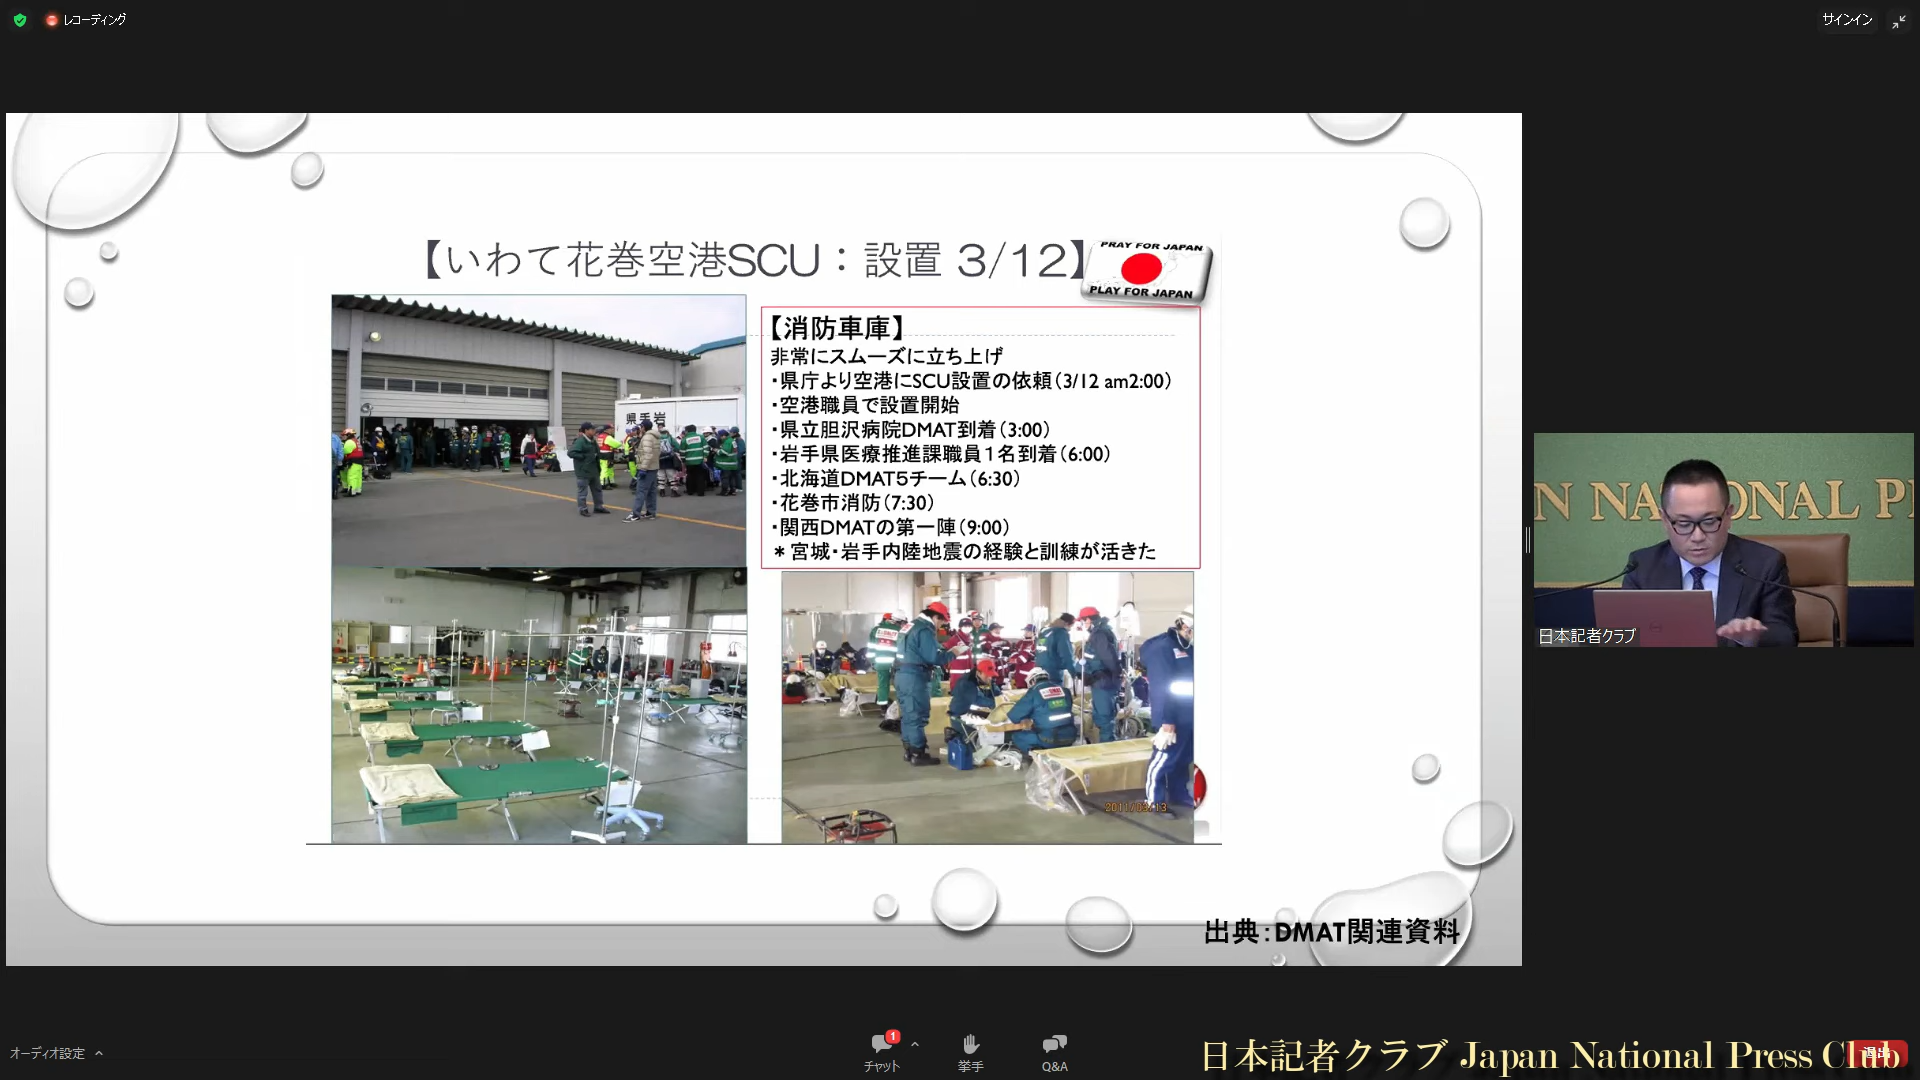 レコーディング
サインイン
【いわて花巻空港SCU：設置 3/12】
PRAY FOR JAPAN
PLAY FOR JAPAN
【消防車庫】
非常にスムーズに立ち上げ
・県庁より空港にSCU設置の依頼（3/12 am2:00）
・空港職員で設置開始
・県立胆沢病院DMAT到着（3:00）
・岩手県医療推進課職員１名到着（6:00）
・北海道DMAT5チーム（6:30）
・花巻市消防（7:30）
・関西DMATの第一陣（9:00）
＊宮城・岩手内陸地震の経験と訓練が活きた
県手岩
2011/03/13
出典：DMAT関連資料
N NATIONAL P
日本記者クラブ
オーディオ設定
1
チャット
挙手
Q&A
日本記者クラブ Japan National Press Club
退出